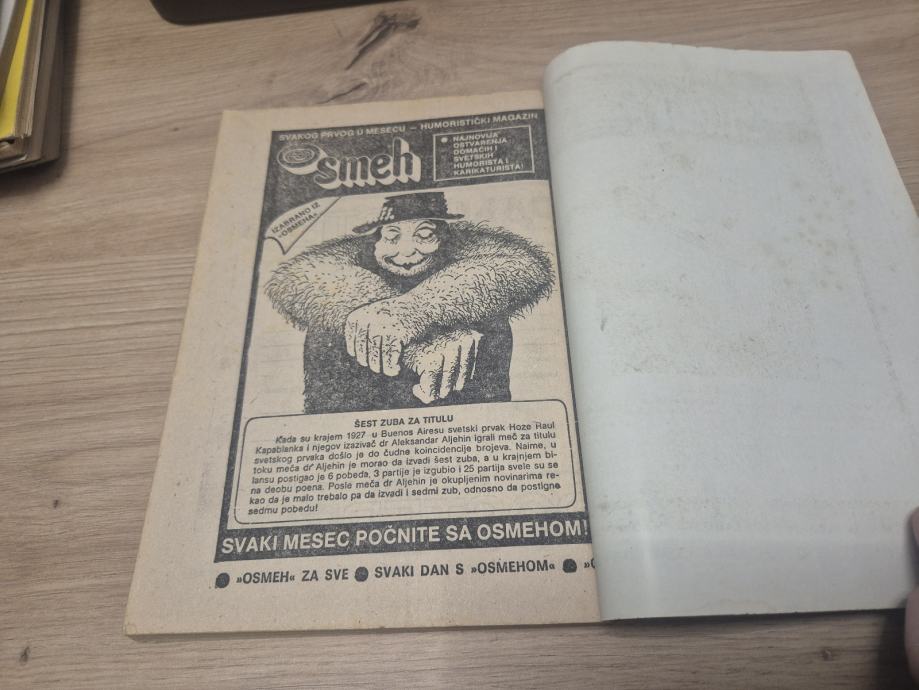 SVAKOG PRVOG U MESECU — HUMORISTIČKI MAGAZIN
Osmeh
● NAJNOVIJA
OSTVARENJA
DOMAĆIH I
SVETSKIH
HUMORISTA I
KARIKATURISTA!
IZABRANO IZ
»OSMEHA«
ŠEST ZUBA ZA TITULU
Kada su krajem 1927 u Buenos Airesu svetski prvak Hoze Raul
Kapablanka i njegov izazivač dr Aleksandar Aljehin igrali meč za titulu
svetskog prvaka došlo je do čudne koincidencije brojeva. Naime, u
toku meča dr Aljehin je morao da izvadi šest zuba, a u krajnjem bi-
lansu postigao je 6 pobeda, 3 partije je izgubio i 25 partija svele su se
na deobu poena. Posle meča dr Aljehin je okupljenim novinarima re-
kao da je malo trebalo pa da izvadi i sedmi zub, odnosno da postigne
sedmu pobedu!
SVAKI MESEC POČNITE SA OSMEHOM!
● »OSMEH« ZA SVE ● SVAKI DAN S »OSMEHOM« ●